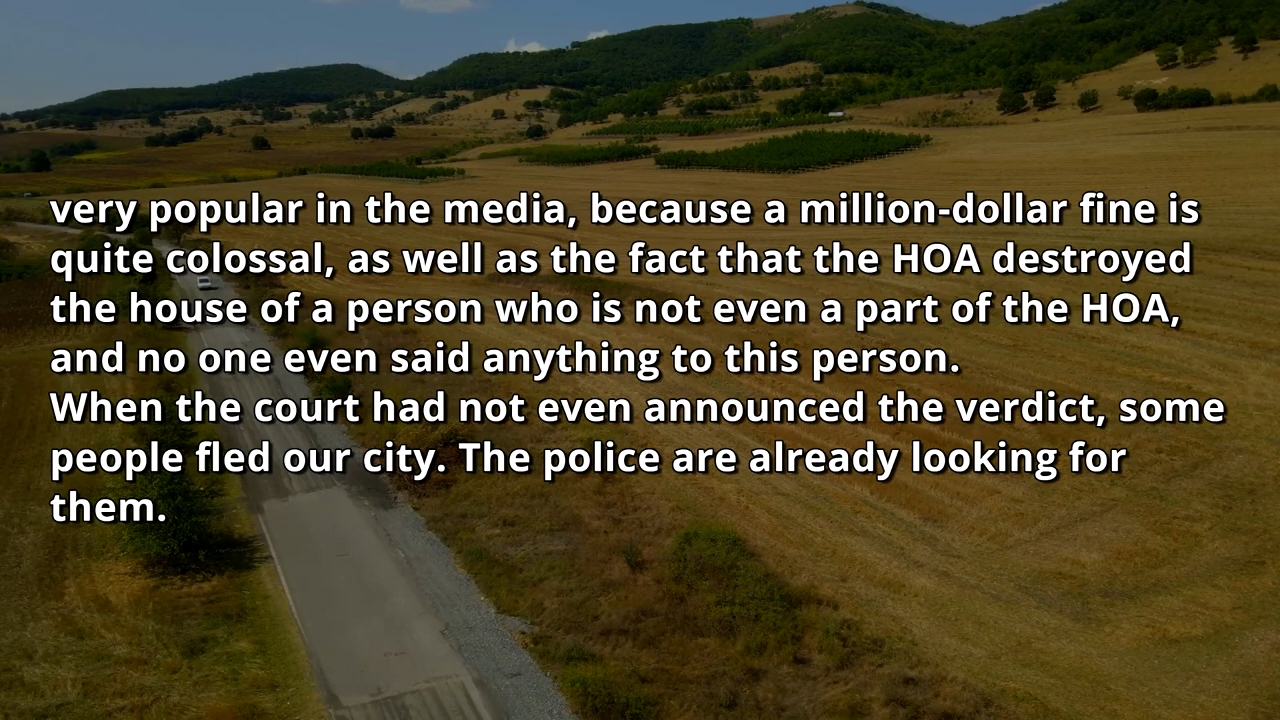 very popular in the media, because a million-dollar fine is
quite colossal, as well as the fact that the HOA destroyed
the house of a person who is not even a part of the HOA,
and no one even said anything to this person.
When the court had not even announced the verdict, some
people fled our city. The police are already looking for
them.